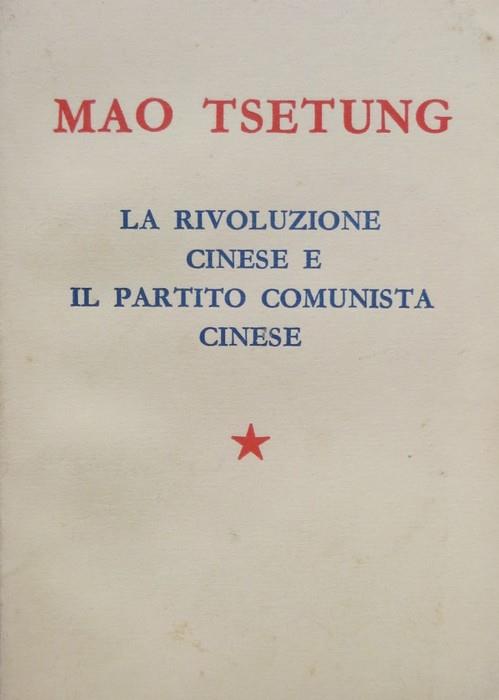 MAO TSETUNG
LA RIVOLUZIONE
CINESE E
IL PARTITO COMUNISTA
CINESE